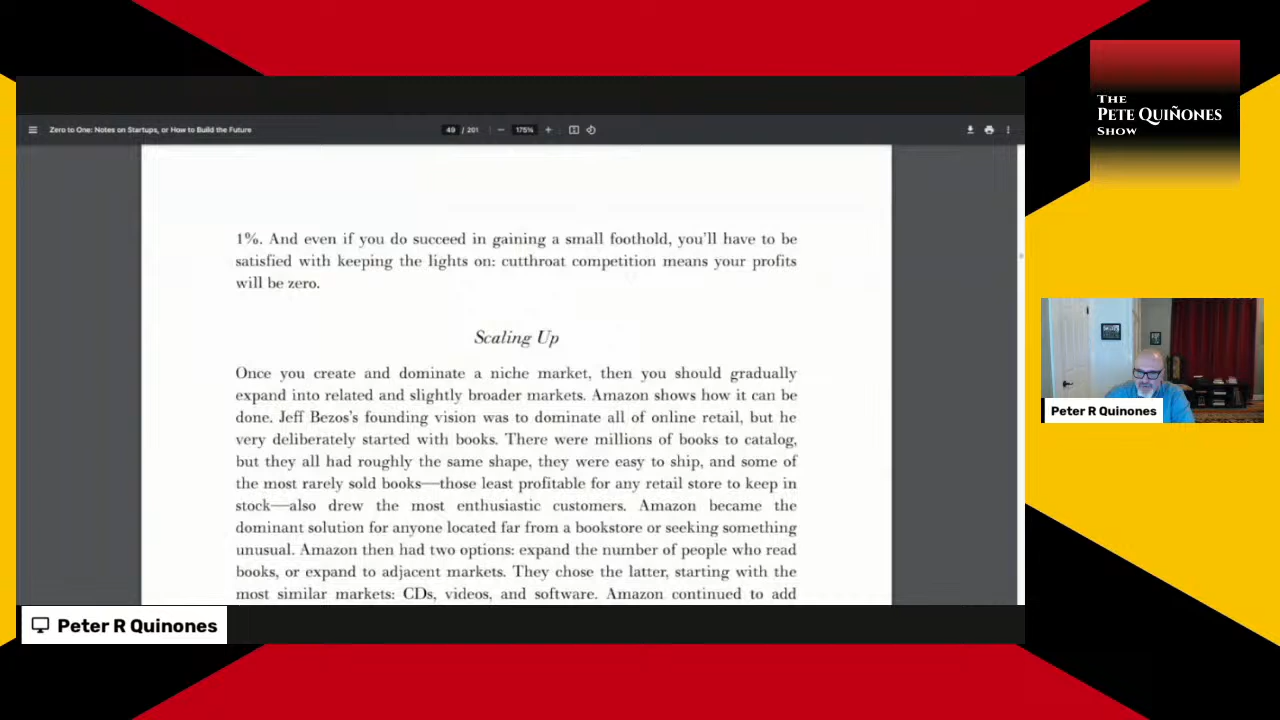 Zero to One: Notes on Startups, or How to Build the Future
49 / 201
175%
1%. And even if you do succeed in gaining a small foothold, you'll have to be
satisfied with keeping the lights on: cutthroat competition means your profits
will be zero.
Scaling Up
Once you create and dominate a niche market, then you should gradually
expand into related and slightly broader markets. Amazon shows how it can be
done. Jeff Bezos's founding vision was to dominate all of online retail, but he
very deliberately started with books. There were millions of books to catalog,
but they all had roughly the same shape, they were easy to ship, and some of
the most rarely sold books—those least profitable for any retail store to keep in
stock—also drew the most enthusiastic customers. Amazon became the
dominant solution for anyone located far from a bookstore or seeking something
unusual. Amazon then had two options: expand the number of people who read
books, or expand to adjacent markets. They chose the latter, starting with the
most similar markets: CDs, videos, and software. Amazon continued to add
Peter R Quinones
THE
PETE QUIÑONES
SHOW
Peter R Quinones